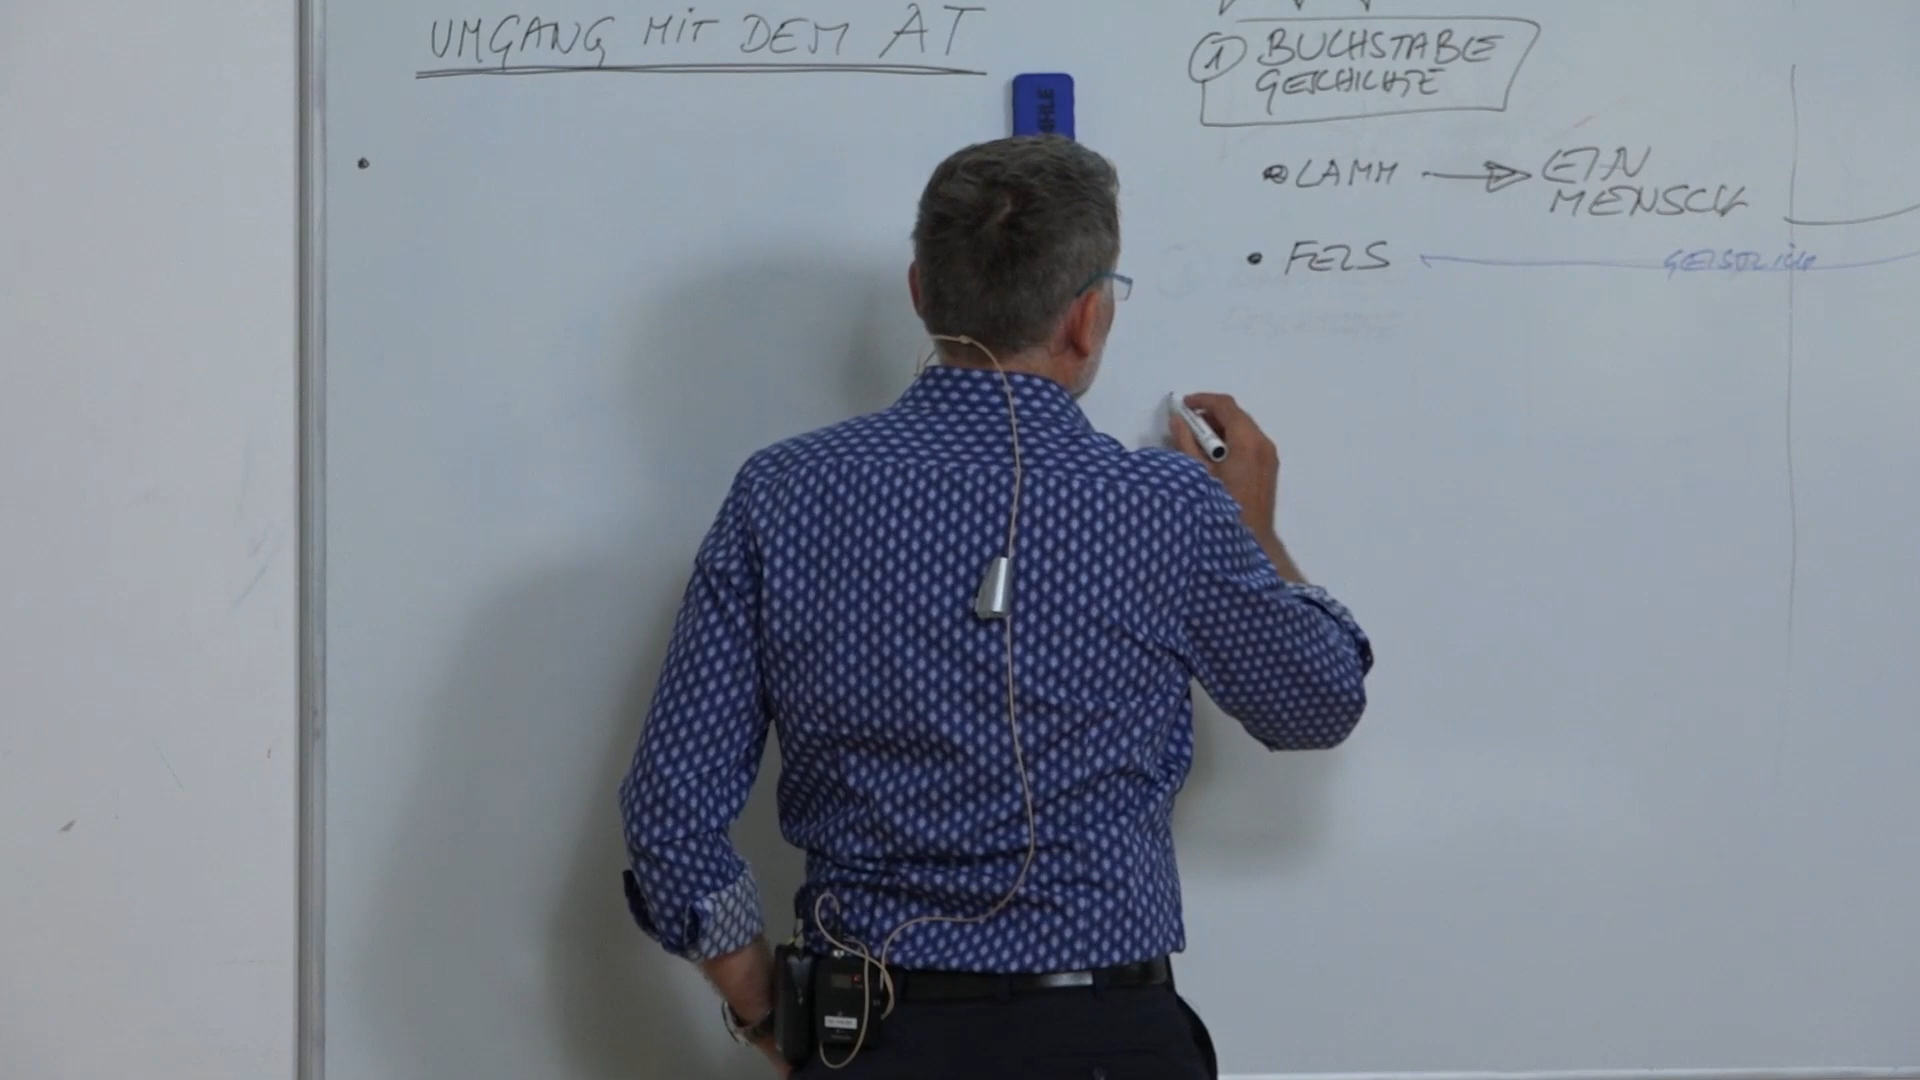 UMGANG MIT DEM AT
① BUCHSTABE
GESCHICHTE
• LAMM → EIN
MENSCH
• FELS
GEISTLICH